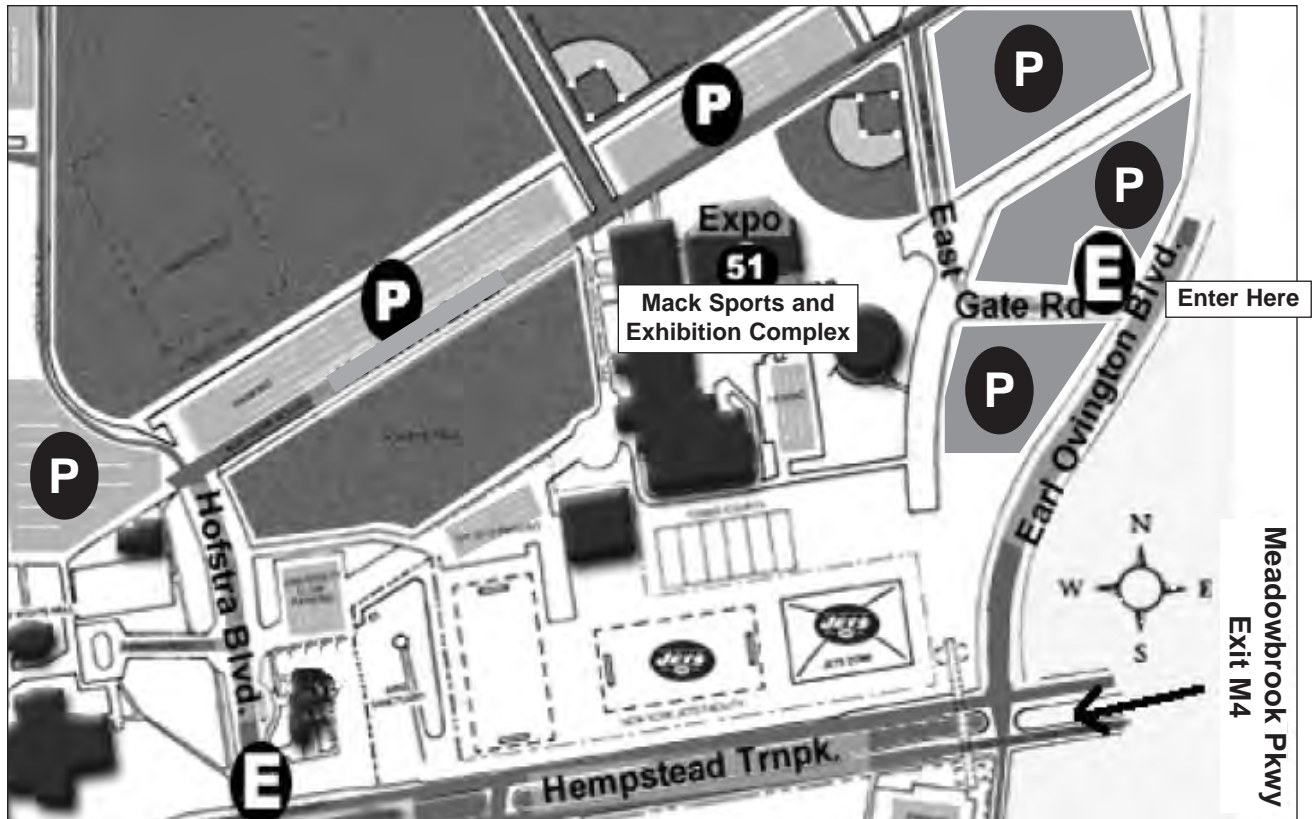 P
P
P
Expo
51
East
P
E
Enter Here
Mack Sports and
Exhibition Complex
Gate Rd
P
P
Earl Ovington Blvd.
P
Hofstra Blvd.
N
W E
S
Meadowbrook Pkwy
Exit M4
JETS
JETS
E
Hempstead Trnpk.